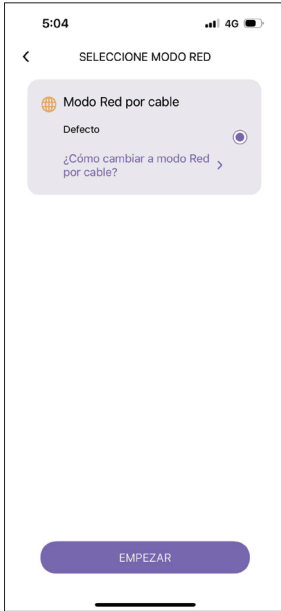 5:04 4G
SELECCIONE MODO RED
Modo Red por cable
Defecto
¿Cómo cambiar a modo Red
por cable?
EMPEZAR